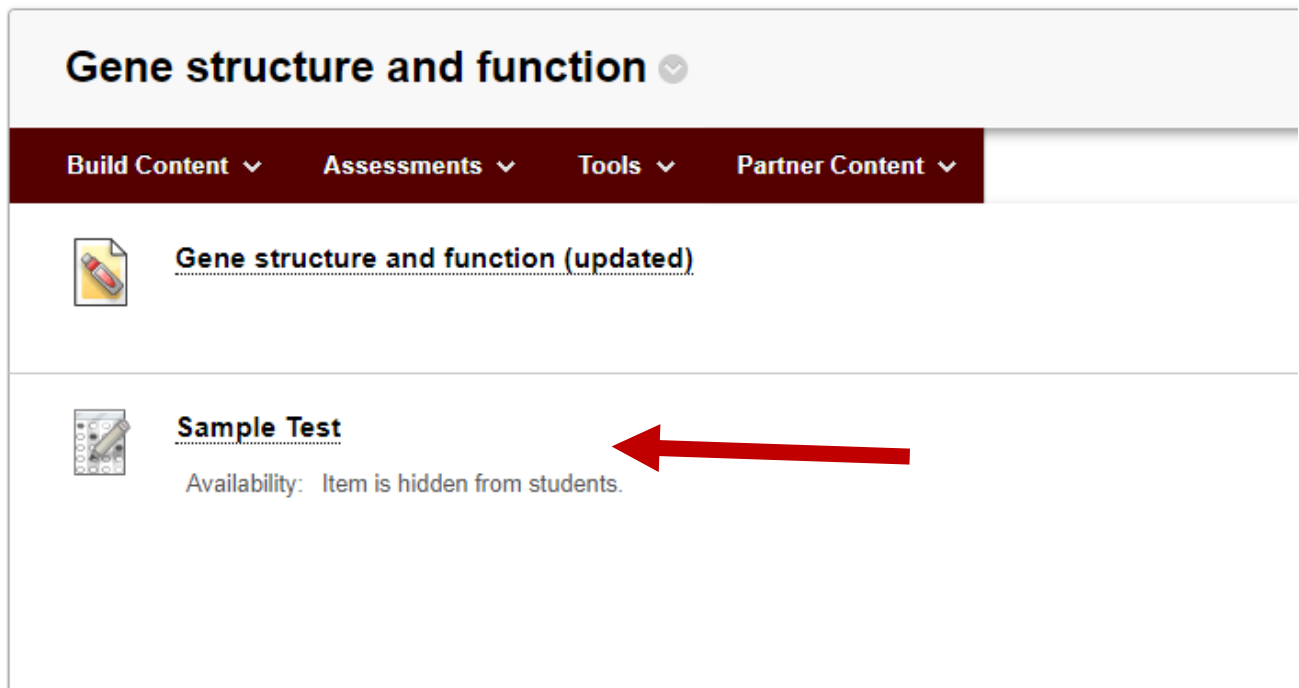 Gene structure and function
Build Content Assessments Tools Partner Content
Gene structure and function (updated)
Sample Test
Availability: Item is hidden from students.